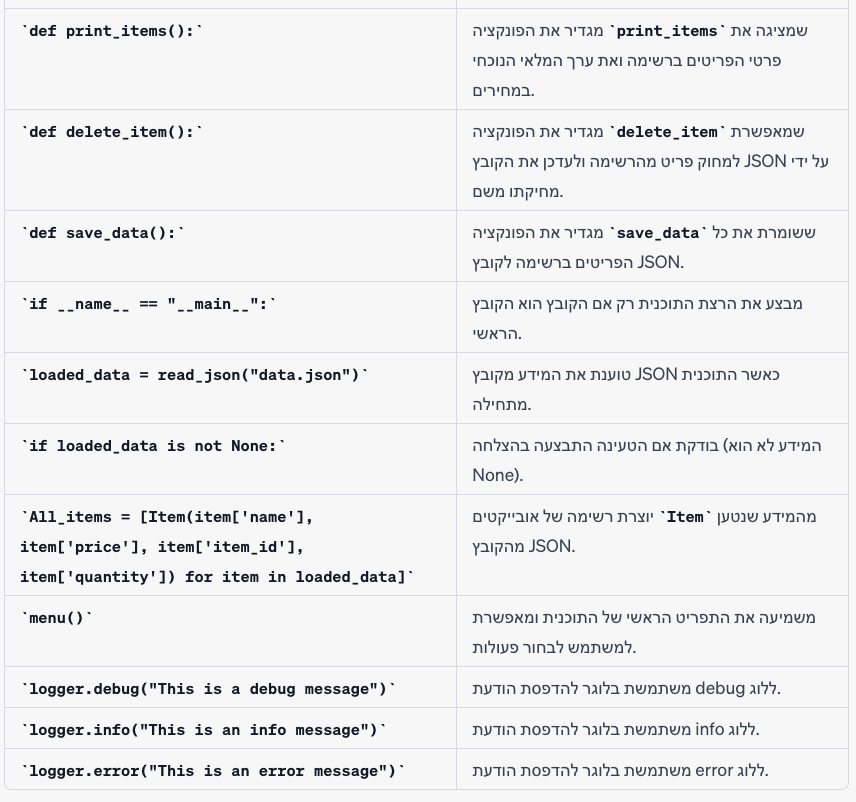 `def print_items():`
מגדיר את הפונקציה `print_items` שמציגה את
פרטי הפריטים ברשימה ואת ערך המלאי הנוכחי
במחירים.
`def delete_item():`
מגדיר את הפונקציה `delete_item` שמאפשרת
למחוק פריט מהרשימה ולעדכן את הקובץ JSON על ידי
מחיקתו משם.
`def save_data():`
מגדיר את הפונקציה `save_data` ששומרת את כל
הפריטים ברשימה לקובץ JSON.
`if __name__ == "__main__":`
מבצע את הרצת התוכנית רק אם הקובץ הוא הקובץ
הראשי.
`loaded_data = read_json("data.json")`
טוענת את המידע מקובץ JSON כאשר התוכנית
מתחילה.
`if loaded_data is not None:`
בודקת אם הטעינה התבצעה בהצלחה (המידע לא הוא
None).
`All_items = [Item(item['name'],
item['price'], item['item_id'],
item['quantity']) for item in loaded_data]`
יוצרת רשימה של אובייקטים `Item` מהמידע שנטען
מהקובץ JSON.
`menu()`
משמיעה את התפריט הראשי של התוכנית ומאפשרת
למשתמש לבחור פעולות.
`logger.debug("This is a debug message")`
משתמשת בלוגר להדפסת הודעת debug ללוג.
`logger.info("This is an info message")`
משתמשת בלוגר להדפסת הודעת info ללוג.
`logger.error("This is an error message")`
משתמשת בלוגר להדפסת הודעת error ללוג.